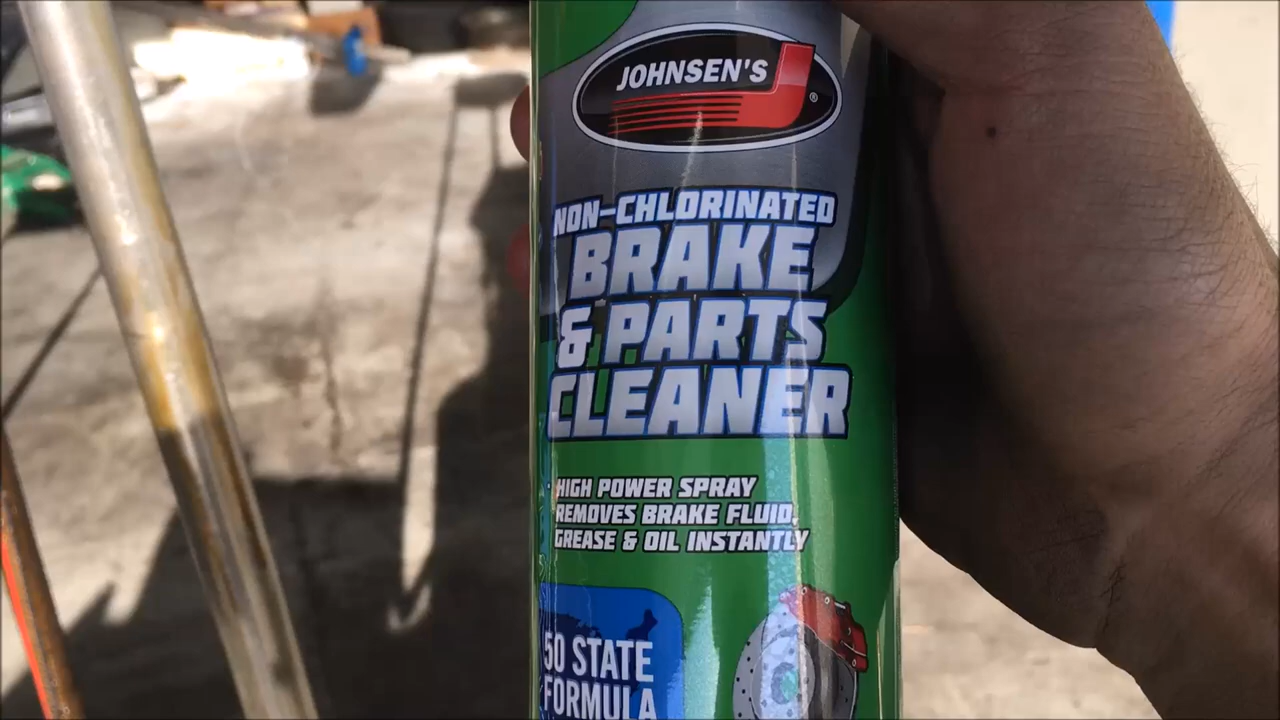 JOHNSEN'S
®
NON-CHLORINATED
BRAKE
& PARTS
CLEANER
HIGH POWER SPRAY
REMOVES BRAKE FLUID,
GREASE & OIL INSTANTLY
50 STATE
FORMULA